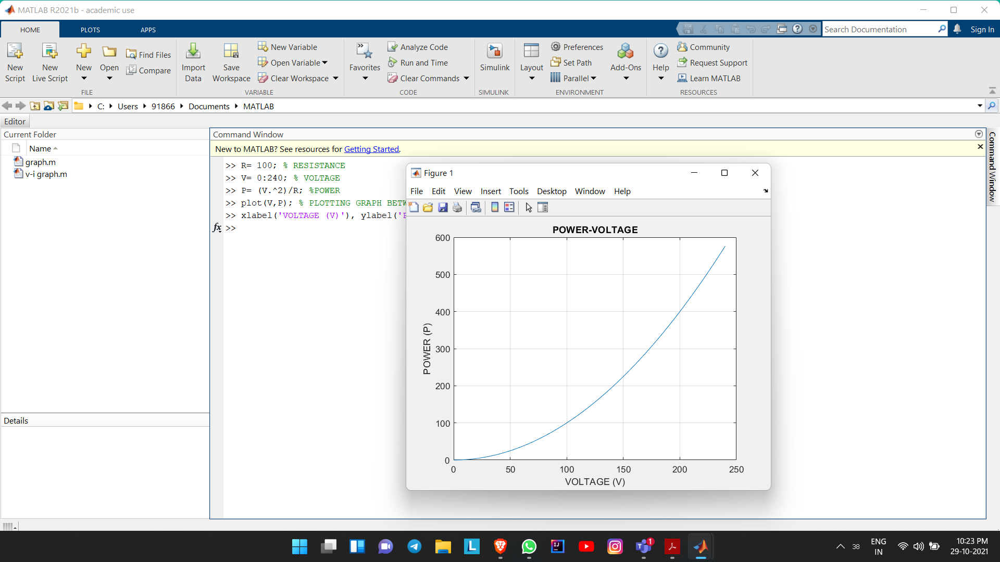 MATLAB R2021b - academic use
HOME PLOTS APPS
Search Documentation
Sign In
New Script
New Live Script
New
Open
Find Files
Compare
FILE
Import Data
Save Workspace
New Variable
Open Variable
Clear Workspace
VARIABLE
Favorites
Analyze Code
Run and Time
Clear Commands
CODE
Simulink
SIMULINK
Layout
Preferences
Set Path
Parallel
Add-Ons
ENVIRONMENT
Help
Community
Request Support
Learn MATLAB
RESOURCES
C: Users 91866 Documents MATLAB
Editor
Current Folder
Name
graph.m
v-i graph.m
Details
Command Window
New to MATLAB? See resources for Getting Started.
>> R= 100; % RESISTANCE
>> V= 0:240; % VOLTAGE
>> P= (V.^2)/R; %POWER
>> plot(V,P); % PLOTTING GRAPH BETW
>> xlabel('VOLTAGE (V)'), ylabel('P
fx >>
Command Window
Figure 1
File Edit View Insert Tools Desktop Window Help
POWER-VOLTAGE
600
500
400
300
200
100
0
POWER (P)
0 50 100 150 200 250
VOLTAGE (V)
L
IJ
1
38
ENG
IN
10:23 PM
29-10-2021